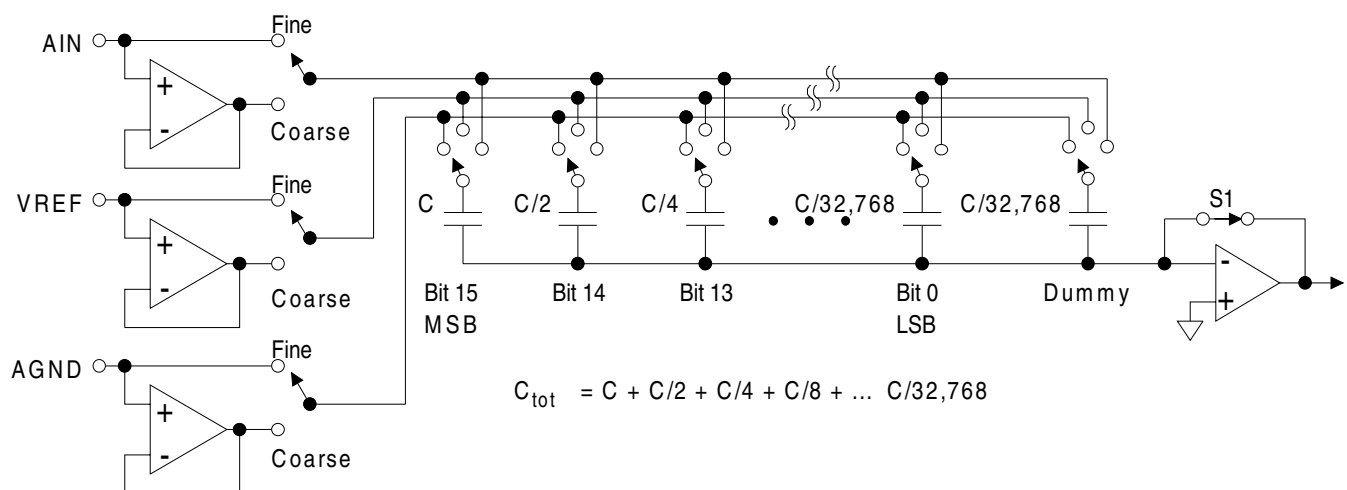 Fine
AIN
+
-
Coarse
Fine
VREF
+
-
Coarse
Fine
AGND
+
-
Coarse
C
C/2
C/4
C/32,768
C/32,768
S1
-
+
Bit 15
MSB
Bit 14
Bit 13
Bit 0
LSB
Dummy
Ctot = C + C/2 + C/4 + C/8 + ... C/32,768